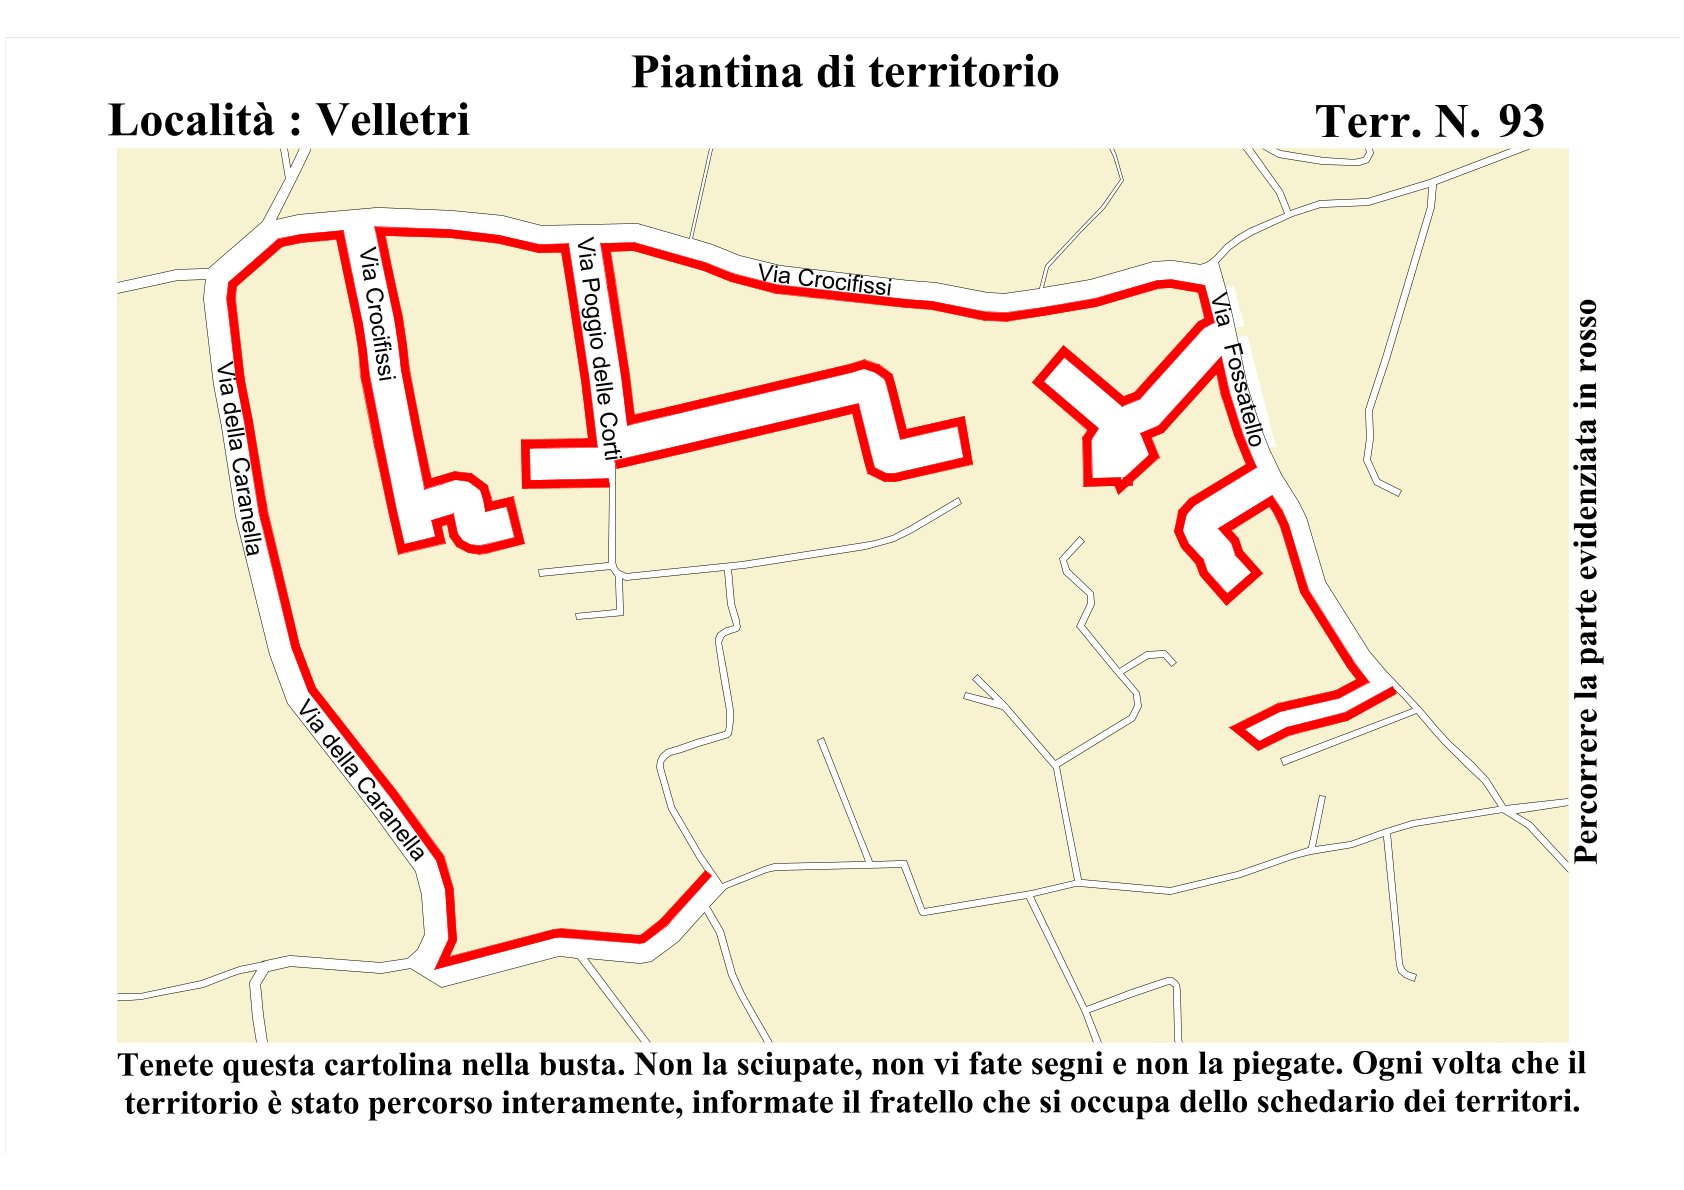 Piantina di territorio
Località : Velletri
Terr. N. 93
Via Crocifissi
Via Poggio delle Corti
Via Crocifissi
Via Fossatello
Via della Caranella
Via della Caranella
Percorrere la parte evidenziata in rosso
Tenete questa cartolina nella busta. Non la sciupate, non vi fate segni e non la piegate. Ogni volta che il
territorio è stato percorso interamente, informate il fratello che si occupa dello schedario dei territori.